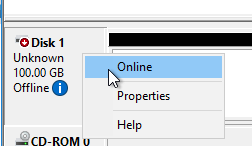 Disk 1
Unknown
100.00 GB
Offline
Online
Properties
Help
CD-ROM 0